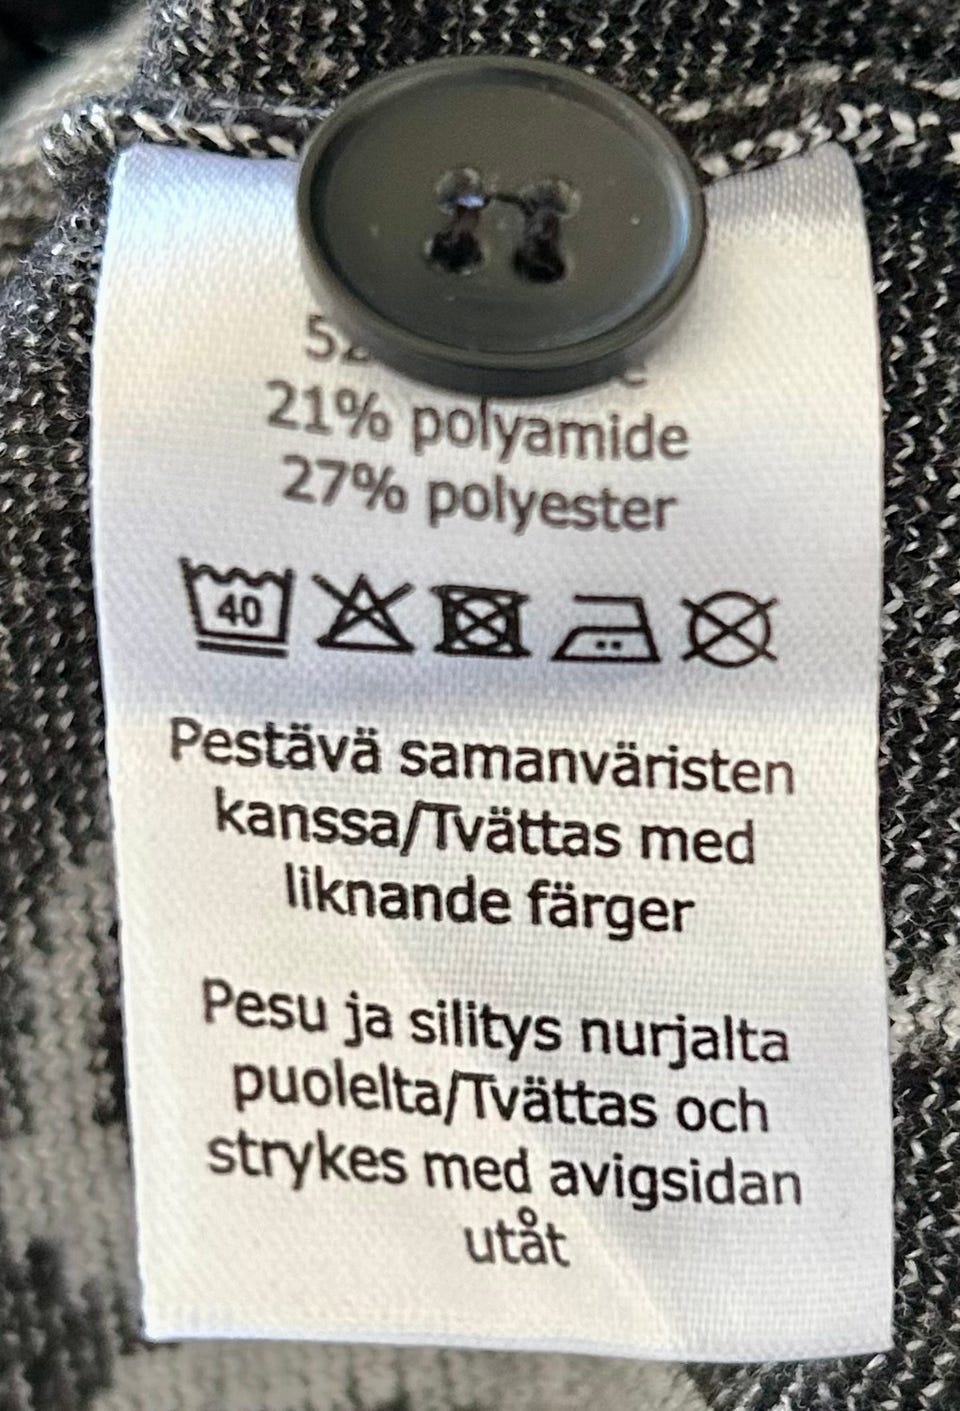 21% polyamide
27% polyester
40
Pestävä samanväristen
kanssa/Tvättas med
liknande färger
Pesu ja silitys nurjalta
puolelta/Tvättas och
strykes med avigsidan
utåt